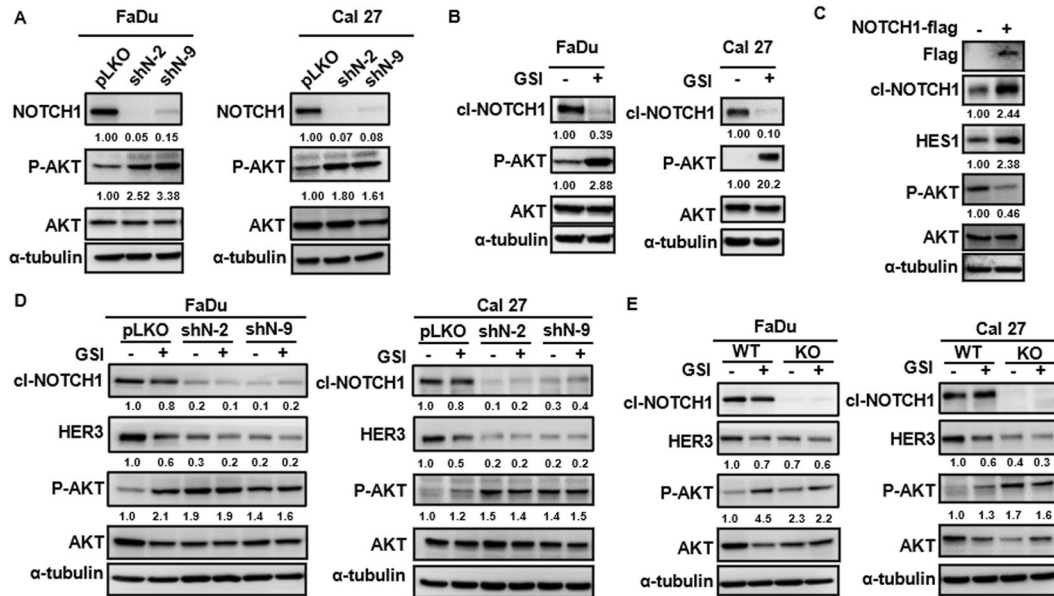 A
FaDu
Cal 27
pLKO shN-2 shN-9
pLKO shN-2 shN-9
NOTCH1
1.00 0.05 0.15
P-AKT
1.00 2.52 3.38
AKT
α-tubulin
NOTCH1
1.00 0.07 0.08
P-AKT
1.00 1.80 1.61
AKT
α-tubulin
B
FaDu
GSI - +
cl-NOTCH1
1.00 0.39
P-AKT
1.00 2.88
AKT
α-tubulin
Cal 27
GSI - +
cl-NOTCH1
1.00 0.10
P-AKT
1.00 20.2
AKT
α-tubulin
C
NOTCH1-flag - +
Flag
cl-NOTCH1
1.00 2.44
HES1
1.00 2.38
P-AKT
1.00 0.46
AKT
α-tubulin
D
FaDu
pLKO shN-2 shN-9
GSI - + - + - +
cl-NOTCH1
1.0 0.8 0.2 0.1 0.1 0.2
HER3
1.0 0.6 0.3 0.2 0.2 0.2
P-AKT
1.0 2.1 1.9 1.9 1.4 1.6
AKT
α-tubulin
Cal 27
pLKO shN-2 shN-9
GSI - + - + - +
cl-NOTCH1
1.0 0.8 0.1 0.2 0.3 0.4
HER3
1.0 0.5 0.2 0.2 0.2 0.2
P-AKT
1.0 1.2 1.5 1.4 1.4 1.5
AKT
α-tubulin
E
FaDu
WT KO
GSI - + - +
cl-NOTCH1
HER3
1.0 0.7 0.7 0.6
P-AKT
1.0 4.5 2.3 2.2
AKT
α-tubulin
Cal 27
WT KO
GSI - + - +
cl-NOTCH1
HER3
1.0 0.6 0.4 0.3
P-AKT
1.0 1.3 1.7 1.6
AKT
α-tubulin